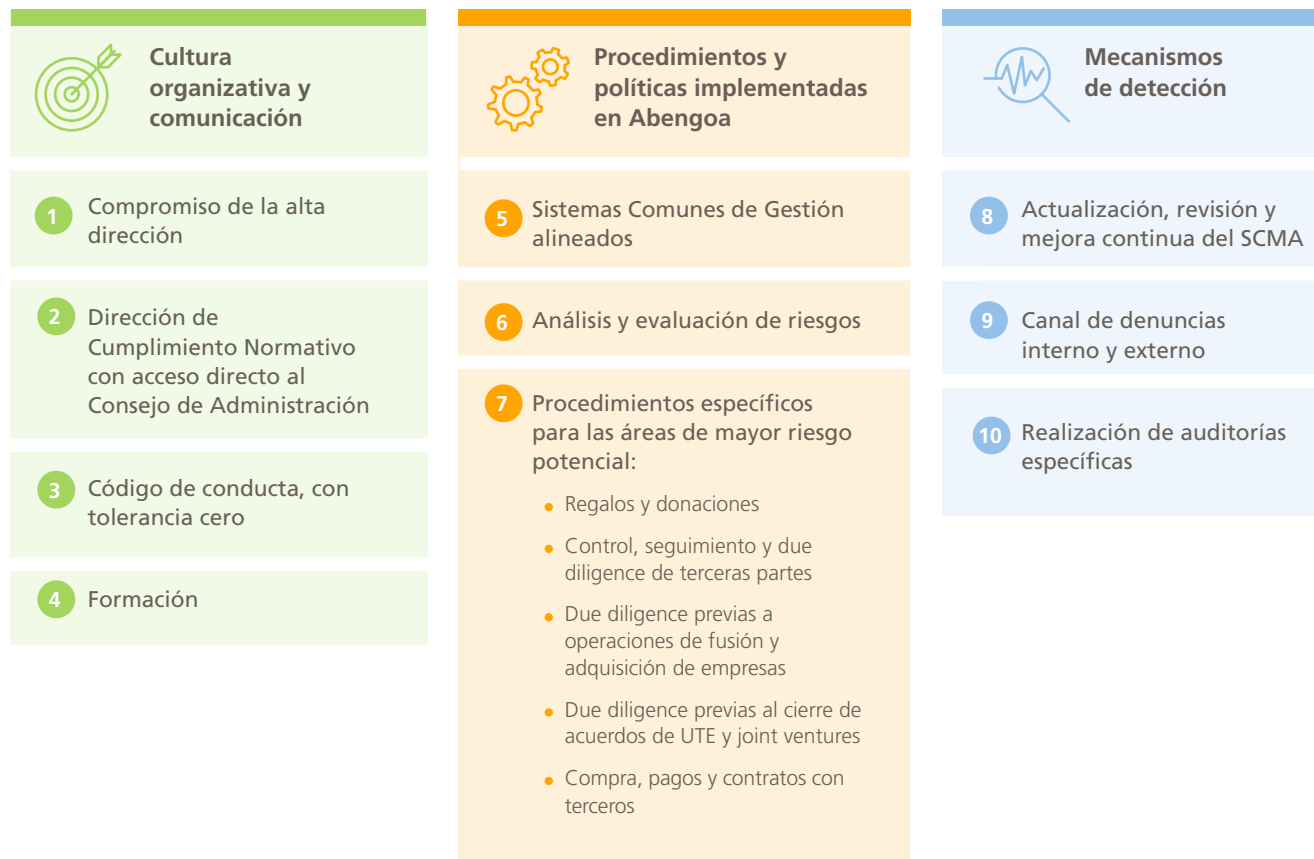 Cultura
organizativa y
comunicación
1
Compromiso de la alta
dirección
2
Dirección de
Cumplimiento Normativo
con acceso directo al
Consejo de Administración
3
Código de conducta, con
tolerancia cero
4
Formación
Procedimientos y
políticas implementadas
en Abengoa
5
Sistemas Comunes de Gestión
alineados
6
Análisis y evaluación de riesgos
7
Procedimientos específicos
para las áreas de mayor riesgo
potencial:
• Regalos y donaciones
• Control, seguimiento y due
diligence de terceras partes
• Due diligence previas a
operaciones de fusión y
adquisición de empresas
• Due diligence previas al cierre de
acuerdos de UTE y joint ventures
• Compra, pagos y contratos con
terceros
Mecanismos
de detección
8
Actualización, revisión y
mejora continua del SCMA
9
Canal de denuncias
interno y externo
10
Realización de auditorías
específicas